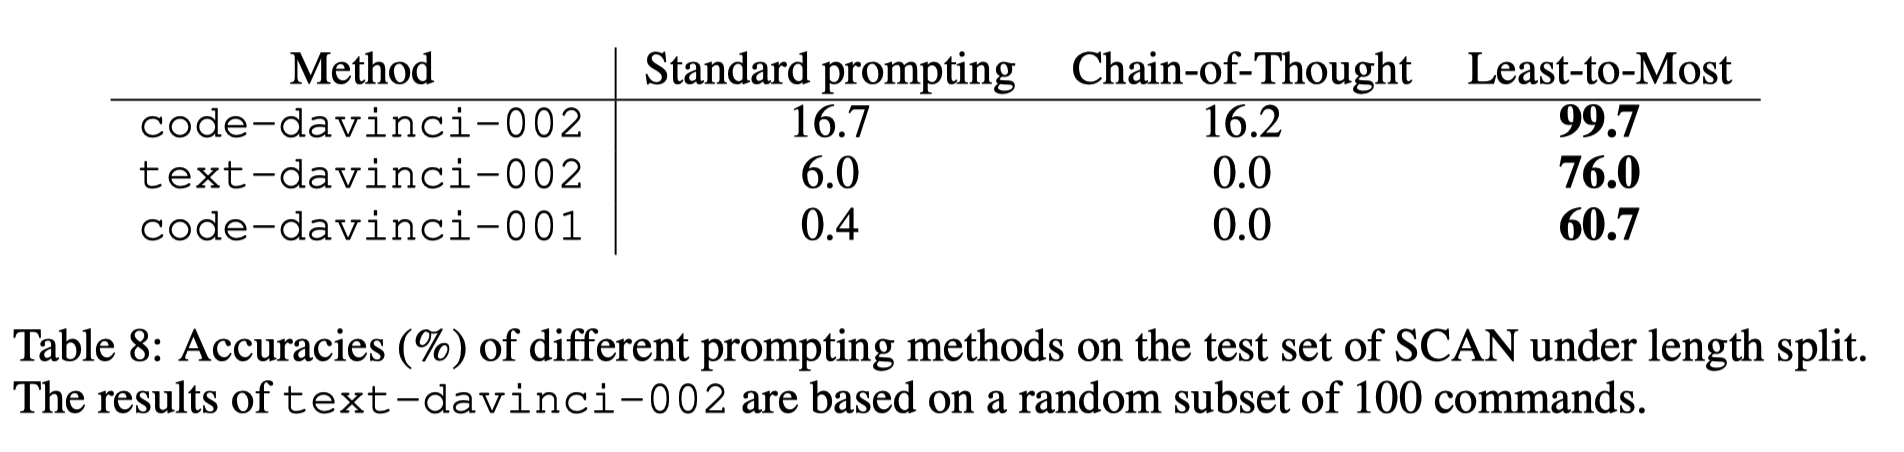 Method Standard prompting Chain-of-Thought Least-to-Most
code-davinci-002 16.7 16.2 99.7
text-davinci-002 6.0 0.0 76.0
code-davinci-001 0.4 0.0 60.7
Table 8: Accuracies (%) of different prompting methods on the test set of SCAN under length split.
The results of text-davinci-002 are based on a random subset of 100 commands.